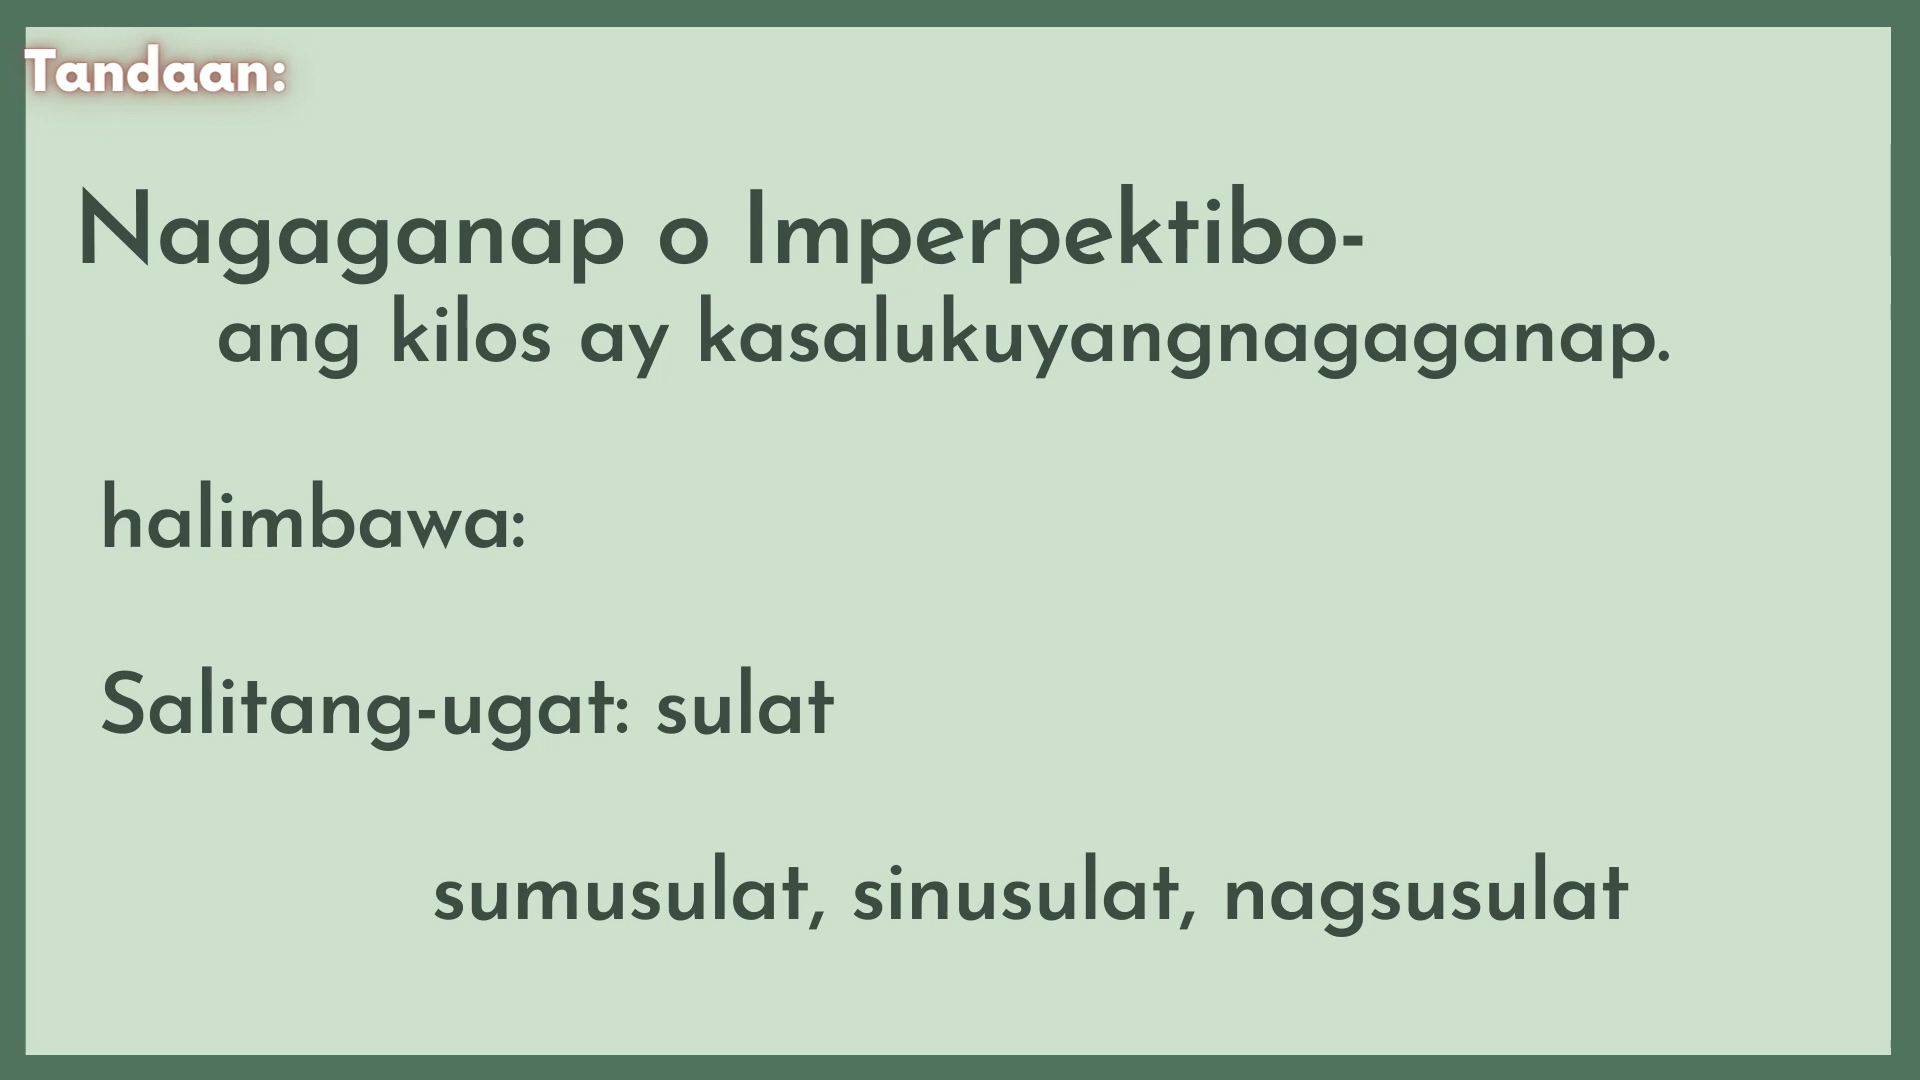 Tandaan:
Nagaganap o Imperpektibo-
ang kilos ay kasalukuyangnagaganap.
halimbawa:
Salitang-ugat: sulat
sumusulat, sinusulat, nagsusulat